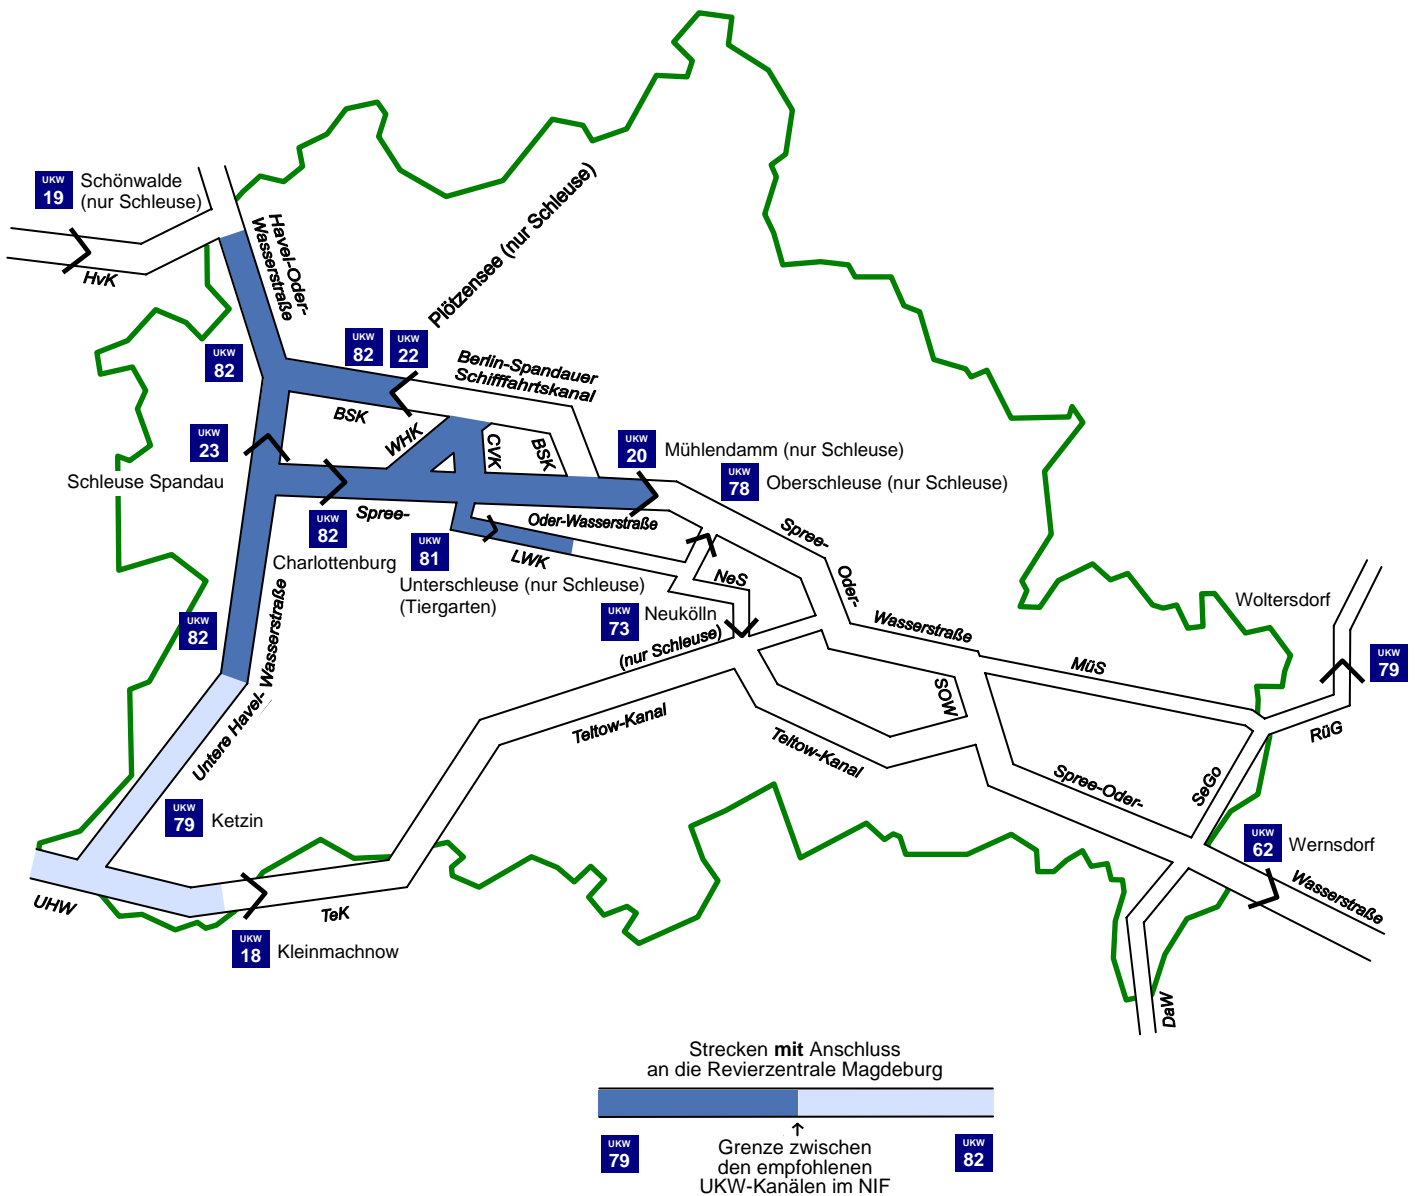 UKW
19
Schönwalde
(nur Schleuse)
HvK
Havel-Oder-
Wasserstraße
Plötzensee (nur Schleuse)
UKW
82
UKW
82
UKW
22
Berlin-Spandauer
Schifffahrtskanal
BSK
WHK
CVK
BSK
UKW
23
Schleuse Spandau
UKW
20
Mühlendamm (nur Schleuse)
UKW
78
Oberschleuse (nur Schleuse)
Spree-
Oder-Wasserstraße
UKW
82
Charlottenburg
UKW
81
LWK
Unterschleuse (nur Schleuse)
(Tiergarten)
Spree-
Oder-
Wasserstraße
NeS
UKW
73
Neukölln
(nur Schleuse)
UKW
82
Untere Havel-Wasserstraße
Woltersdorf
UKW
79
MüS
RüG
SOW
Teltow-Kanal
Teltow-Kanal
Spree-Oder-
SeGo
UKW
79
Ketzin
UKW
62
Wernsdorf
Wasserstraße
UHW
TeK
UKW
18
Kleinmachnow
DaW
Strecken mit Anschluss
an die Revierzentrale Magdeburg
UKW
79
Grenze zwischen
den empfohlenen
UKW-Kanälen im NIF
UKW
82